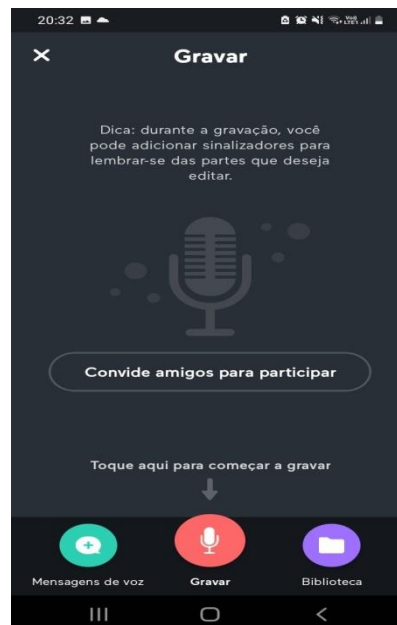 20:32
Gravar
Dica: durante a gravação, você
pode adicionar sinalizadores para
lembrar-se das partes que deseja
editar.
Convide amigos para participar
Toque aqui para começar a gravar
Mensagens de voz
Gravar
Biblioteca